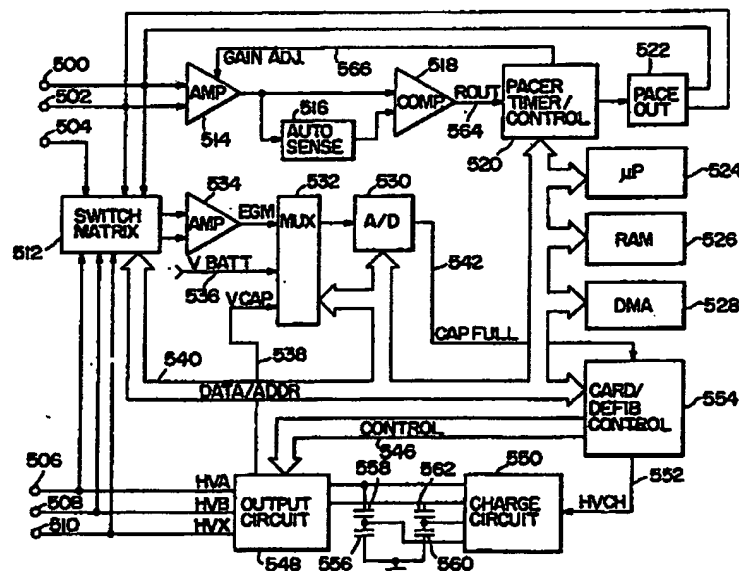 500
502
504
GAIN ADJ.
566
AMP
514
516
AUTO
SENSE
518
COMP
ROUT
564
PACER
TIMER/
CONTROL
520
522
PACE
OUT
μP
524
RAM
526
DMA
528
SWITCH
MATRIX
512
534
AMP
EGM
V BATT
536
V CAP
538
532
MUX
530
A/D
542
CAP FULL
540
DATA/ADDR
CARD/
DEFIB
CONTROL
554
CONTROL
546
552
HVCH
506
508
510
HVA
HVB
HVX
OUTPUT
CIRCUIT
548
558
556
562
560
550
CHARGE
CIRCUIT